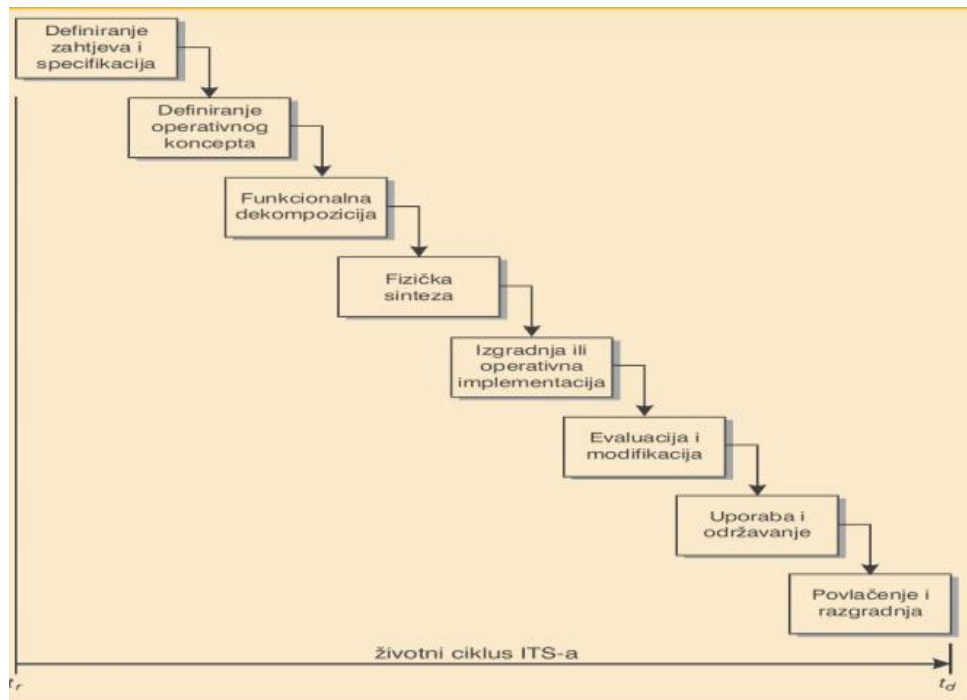 Definiranje
zahtjeva i
specifikacija
Definiranje
operativnog
koncepta
Funkcionalna
dekompozicija
Fizička
sinteza
Izgradnja ili
operativna
implementacija
Evaluacija i
modifikacija
Uporaba i
održavanje
Povlačenje i
razgradnja
životni ciklus ITS-a
tr
td